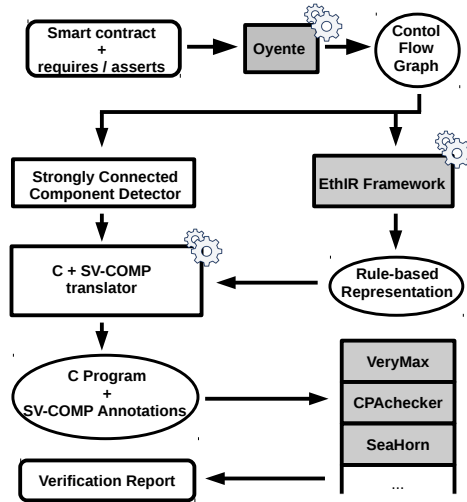 Smart contract
+
requires / asserts
Oyente
Contol
Flow
Graph
Strongly Connected
Component Detector
EthIR Framework
C + SV-COMP
translator
Rule-based
Representation
C Program
+
SV-COMP Annotations
VeryMax
CPAchecker
SeaHorn
...
Verification Report